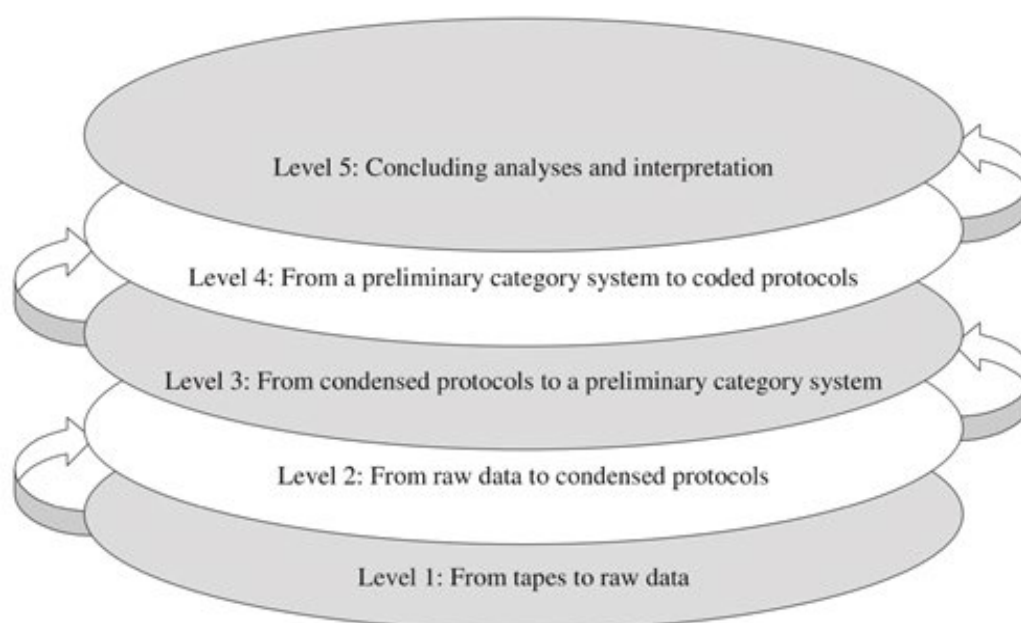 Level 5: Concluding analyses and interpretation
Level 4: From a preliminary category system to coded protocols
Level 3: From condensed protocols to a preliminary category system
Level 2: From raw data to condensed protocols
Level 1: From tapes to raw data